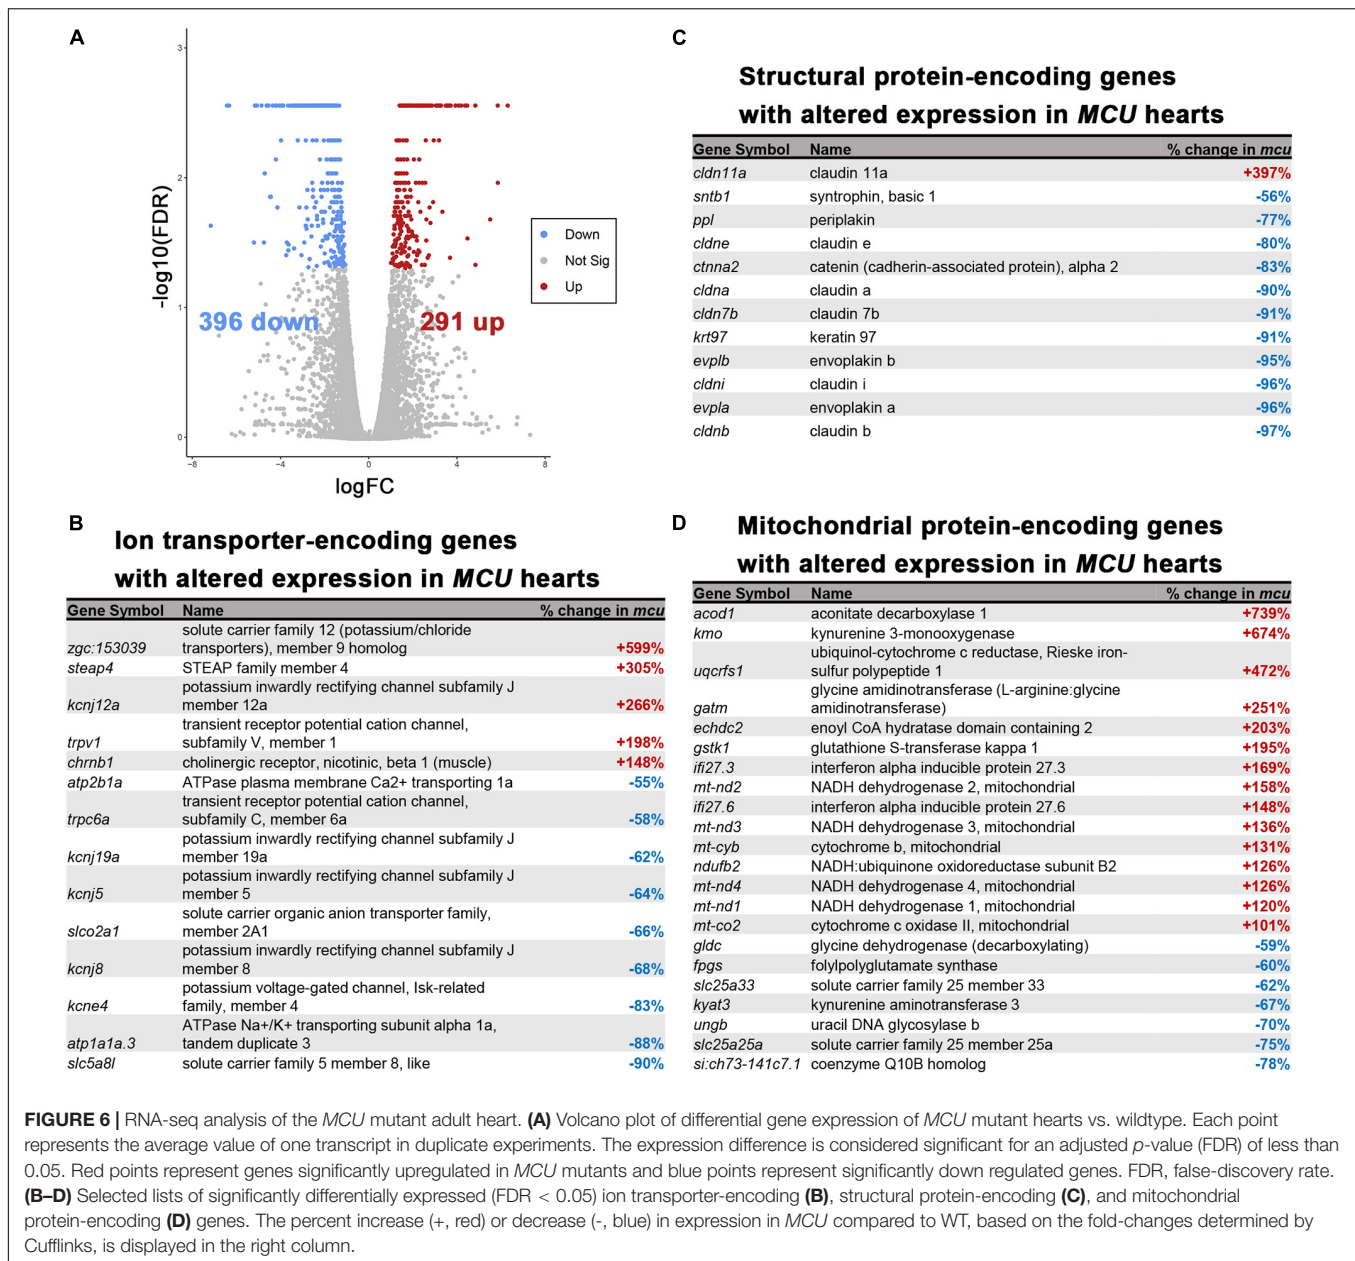 A
3
2
1
0
-log10(FDR)
396 down
291 up
Down
Not Sig
Up
−8
−4
0
4
8
logFC
B
Ion transporter-encoding genes
with altered expression in MCU hearts
Gene Symbol Name % change in mcu
solute carrier family 12 (potassium/chloride
zgc:153039 transporters), member 9 homolog +599%
steap4 STEAP family member 4 +305%
potassium inwardly rectifying channel subfamily J
kcnj12a member 12a +266%
transient receptor potential cation channel,
trpv1 subfamily V, member 1 +198%
chrnb1 cholinergic receptor, nicotinic, beta 1 (muscle) +148%
atp2b1a ATPase plasma membrane Ca2+ transporting 1a -55%
transient receptor potential cation channel,
trpc6a subfamily C, member 6a -58%
potassium inwardly rectifying channel subfamily J
kcnj19a member 19a -62%
potassium inwardly rectifying channel subfamily J
kcnj5 member 5 -64%
solute carrier organic anion transporter family,
slco2a1 member 2A1 -66%
potassium inwardly rectifying channel subfamily J
kcnj8 member 8 -68%
potassium voltage-gated channel, Isk-related
kcne4 family, member 4 -83%
ATPase Na+/K+ transporting subunit alpha 1a,
atp1a1a.3 tandem duplicate 3 -88%
slc5a8l solute carrier family 5 member 8, like -90%
C
Structural protein-encoding genes
with altered expression in MCU hearts
Gene Symbol Name % change in mcu
cldn11a claudin 11a +397%
sntb1 syntrophin, basic 1 -56%
ppl periplakin -77%
cldne claudin e -80%
ctnna2 catenin (cadherin-associated protein), alpha 2 -83%
cldna claudin a -90%
cldn7b claudin 7b -91%
krt97 keratin 97 -91%
evplb envoplakin b -95%
cldni claudin i -96%
evpla envoplakin a -96%
cldnb claudin b -97%
D
Mitochondrial protein-encoding genes
with altered expression in MCU hearts
Gene Symbol Name % change in mcu
acod1 aconitate decarboxylase 1 +739%
kmo kynurenine 3-monooxygenase +674%
ubiquinol-cytochrome c reductase, Rieske iron-
uqcrfs1 sulfur polypeptide 1 +472%
glycine amidinotransferase (L-arginine:glycine
gatm amidinotransferase) +251%
echdc2 enoyl CoA hydratase domain containing 2 +203%
gstk1 glutathione S-transferase kappa 1 +195%
ifi27.3 interferon alpha inducible protein 27.3 +169%
mt-nd2 NADH dehydrogenase 2, mitochondrial +158%
ifi27.6 interferon alpha inducible protein 27.6 +148%
mt-nd3 NADH dehydrogenase 3, mitochondrial +136%
mt-cyb cytochrome b, mitochondrial +131%
ndufb2 NADH:ubiquinone oxidoreductase subunit B2 +126%
mt-nd4 NADH dehydrogenase 4, mitochondrial +126%
mt-nd1 NADH dehydrogenase 1, mitochondrial +120%
mt-co2 cytochrome c oxidase II, mitochondrial +101%
gldc glycine dehydrogenase (decarboxylating) -59%
fpgs folylpolyglutamate synthase -60%
slc25a33 solute carrier family 25 member 33 -62%
kyat3 kynurenine aminotransferase 3 -67%
ungb uracil DNA glycosylase b -70%
slc25a25a solute carrier family 25 member 25a -75%
si:ch73-141c7.1 coenzyme Q10B homolog -78%
FIGURE 6 | RNA-seq analysis of the MCU mutant adult heart. (A) Volcano plot of differential gene expression of MCU mutant hearts vs. wildtype. Each point
represents the average value of one transcript in duplicate experiments. The expression difference is considered significant for an adjusted p-value (FDR) of less than
0.05. Red points represent genes significantly upregulated in MCU mutants and blue points represent significantly down regulated genes. FDR, false-discovery rate.
(B–D) Selected lists of significantly differentially expressed (FDR < 0.05) ion transporter-encoding (B), structural protein-encoding (C), and mitochondrial
protein-encoding (D) genes. The percent increase (+, red) or decrease (-, blue) in expression in MCU compared to WT, based on the fold-changes determined by
Cufflinks, is displayed in the right column.